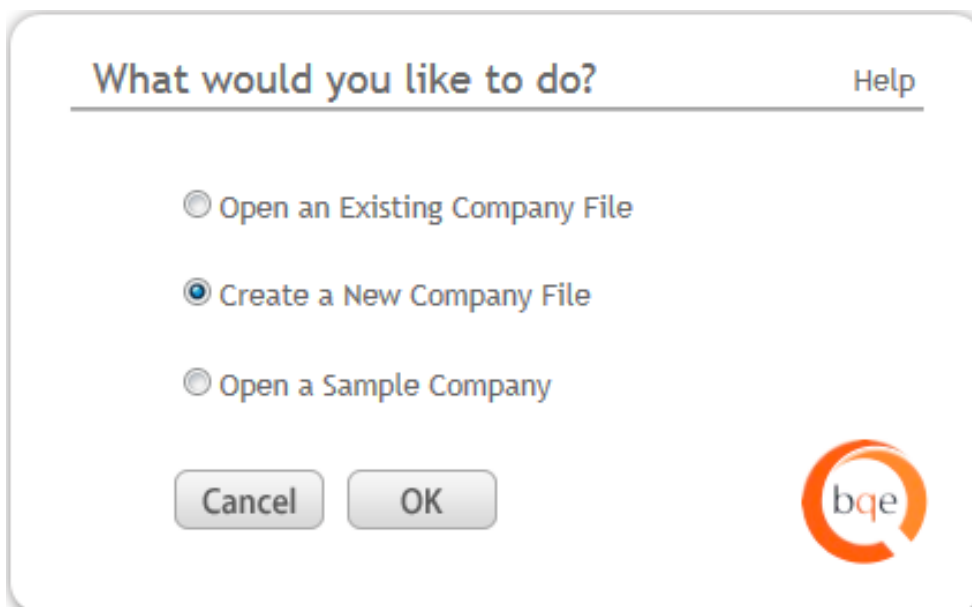 What would you like to do?
Help
Open an Existing Company File
Create a New Company File
Open a Sample Company
Cancel
OK
bqe